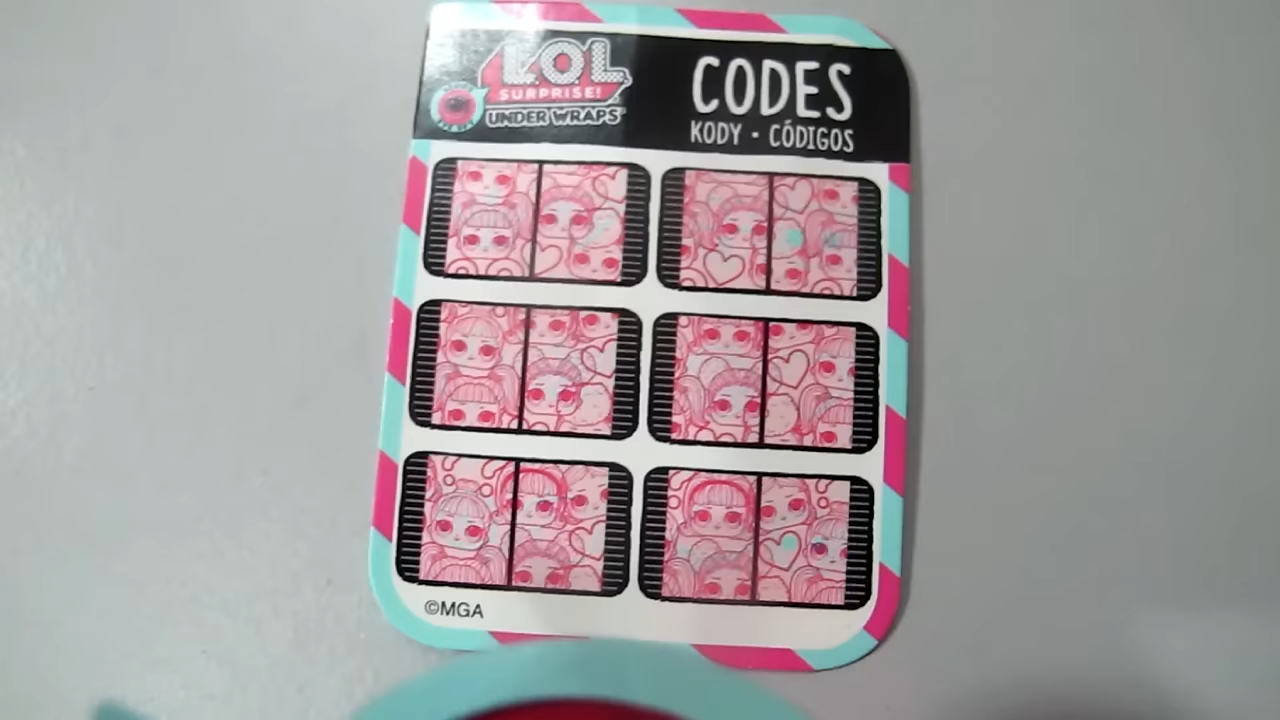 L.O.L.
SURPRISE!
UNDER WRAPS
CODES
KODY • CÓDIGOS
©MGA